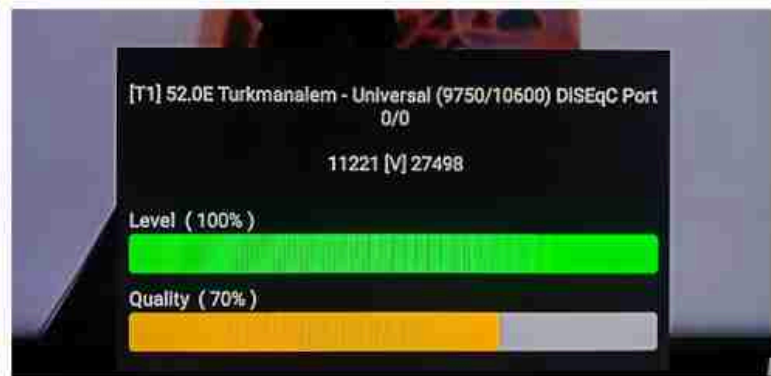 [T1] 52.0E Turkmanalem - Universal (9750/10600) DiSEqC Port
0/0
11221 [V] 27498
Level ( 100% )
Quality ( 70% )